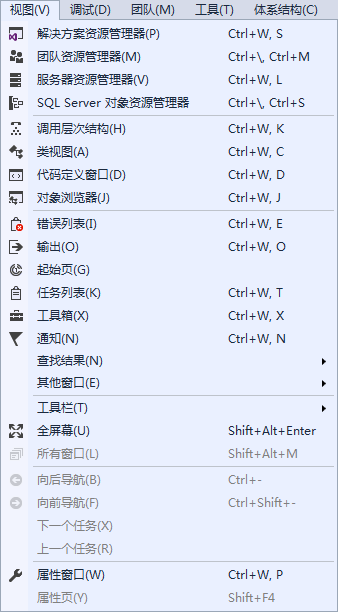 视图(V) 调试(D) 团队(M) 工具(T) 体系结构(C)
解决方案资源管理器(P) Ctrl+W, S
团队资源管理器(M) Ctrl+\, Ctrl+M
服务器资源管理器(V) Ctrl+W, L
SQL Server 对象资源管理器 Ctrl+\, Ctrl+S
调用层次结构(H) Ctrl+W, K
类视图(A) Ctrl+W, C
代码定义窗口(D) Ctrl+W, D
对象浏览器(J) Ctrl+W, J
错误列表(I) Ctrl+W, E
输出(O) Ctrl+W, O
起始页(G)
任务列表(K) Ctrl+W, T
工具箱(X) Ctrl+W, X
通知(N) Ctrl+W, N
查找结果(N)
其他窗口(E)
工具栏(T)
全屏幕(U) Shift+Alt+Enter
所有窗口(L) Shift+Alt+M
向后导航(B) Ctrl+-
向前导航(F) Ctrl+Shift+-
下一个任务(X)
上一个任务(R)
属性窗口(W) Ctrl+W, P
属性页(Y) Shift+F4